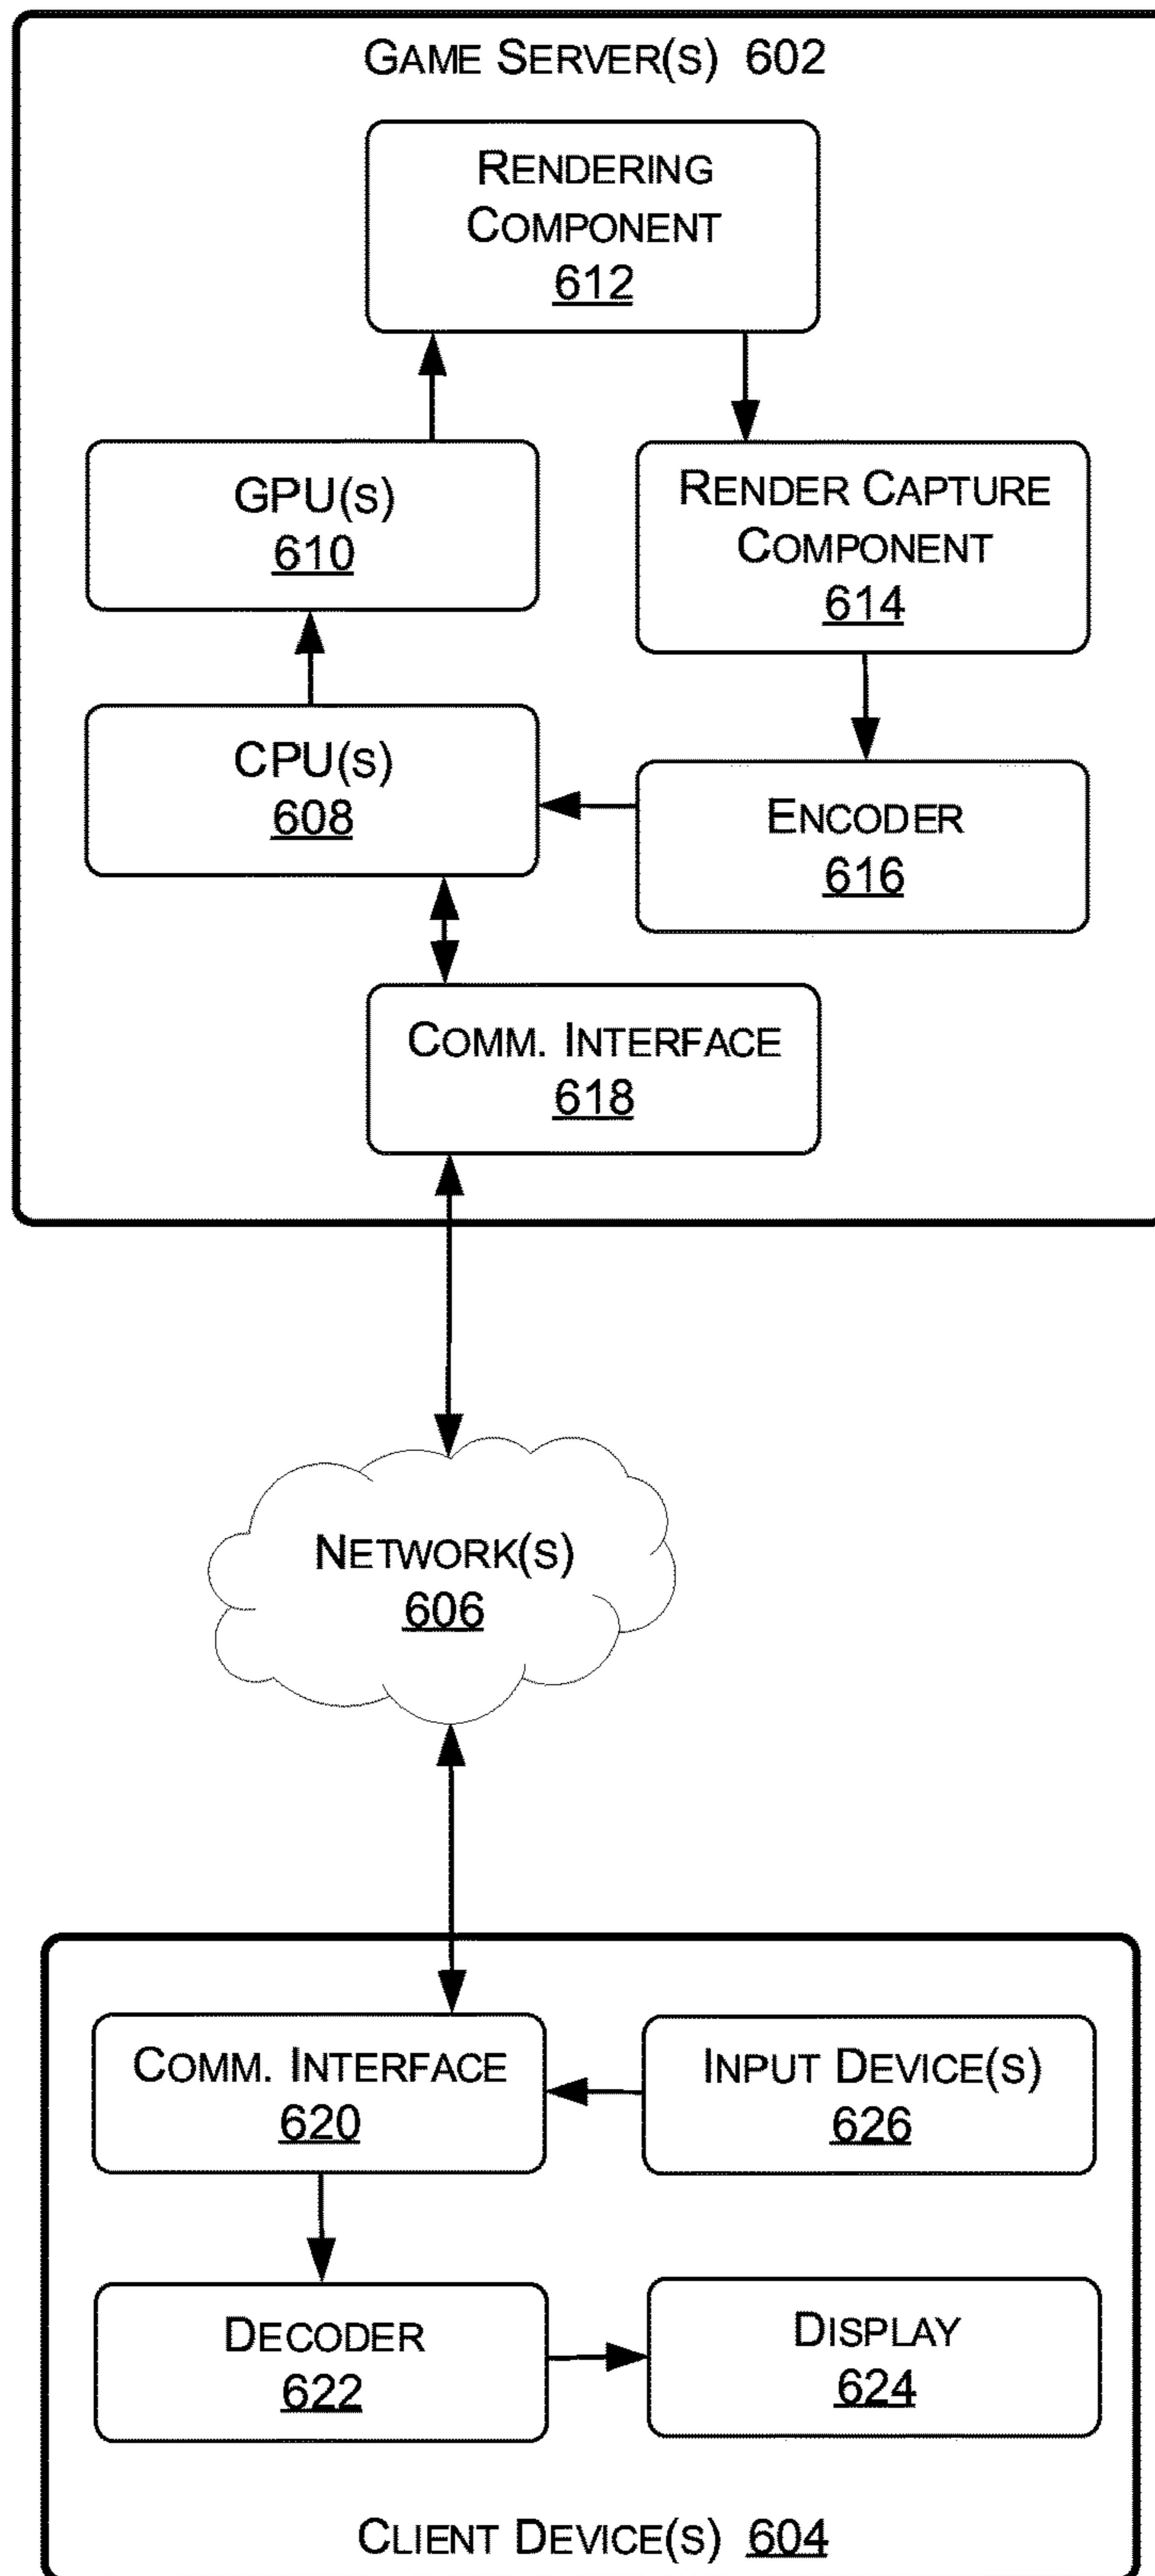 GAME SERVER(S) 602
RENDERING
COMPONENT
612
GPU(S)
610
RENDER CAPTURE
COMPONENT
614
CPU(S)
608
ENCODER
616
COMM. INTERFACE
618
NETWORK(S)
606
COMM. INTERFACE
620
INPUT DEVICE(S)
626
DECODER
622
DISPLAY
624
CLIENT DEVICE(S) 604